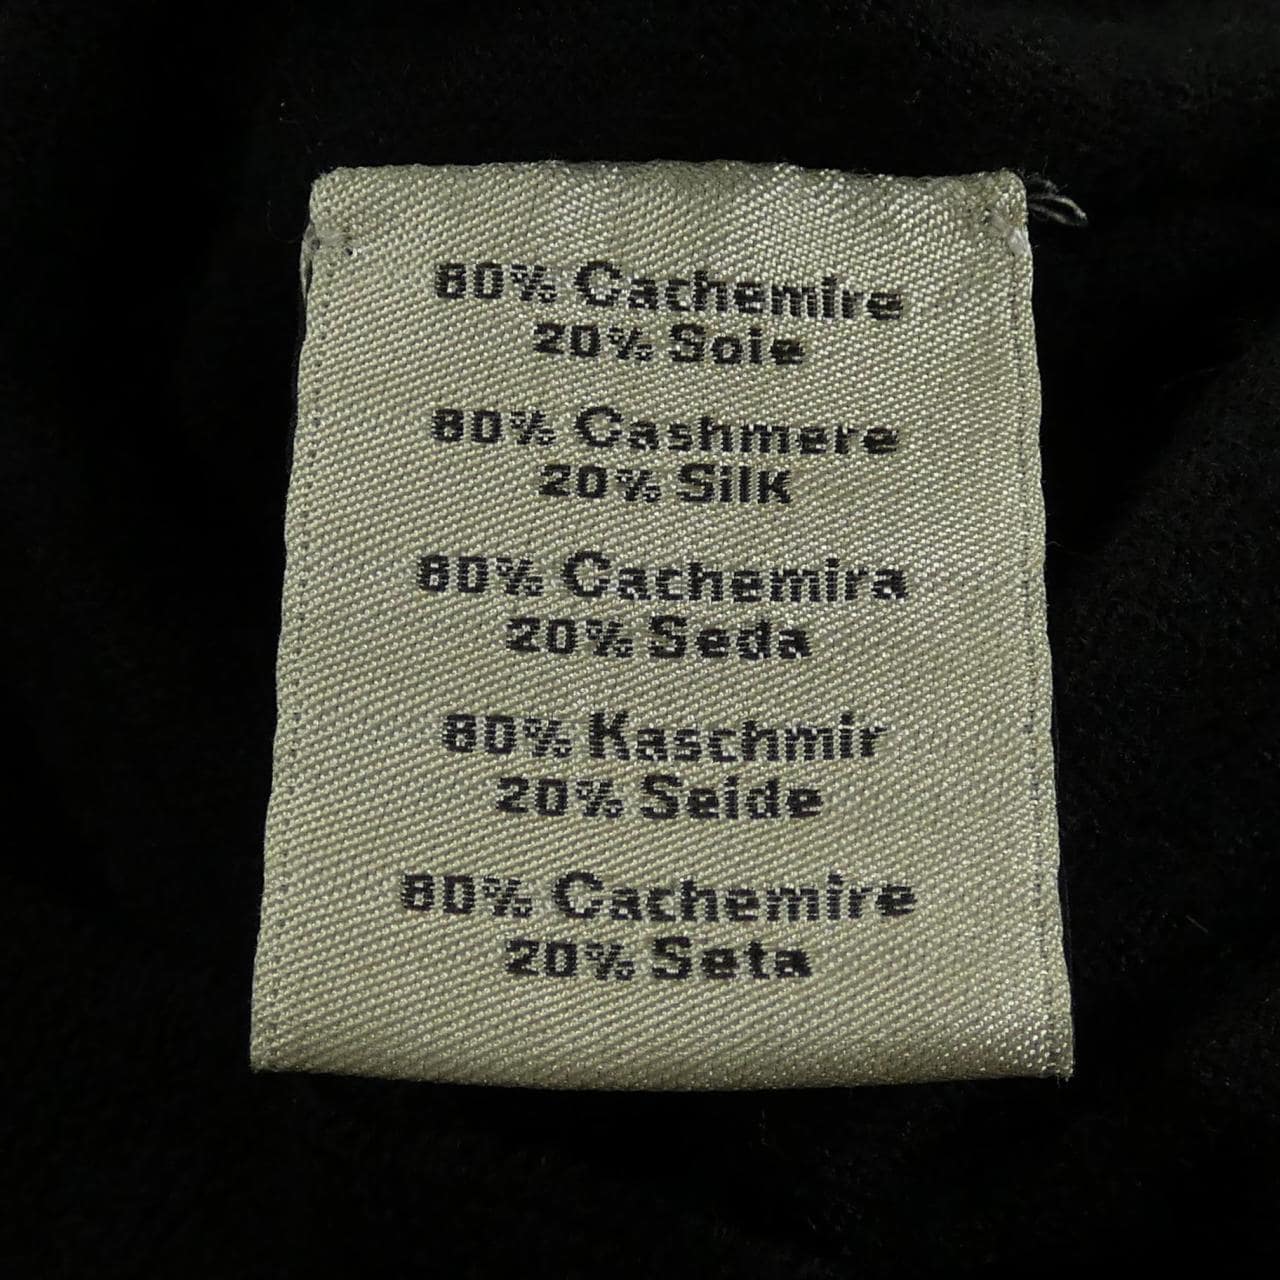 80% Cachemire
20% Soie
80% Cashmere
20% Silk
80% Cachemira
20% Seda
80% Kaschmir
20% Seide
80% Cachemire
20% Seta